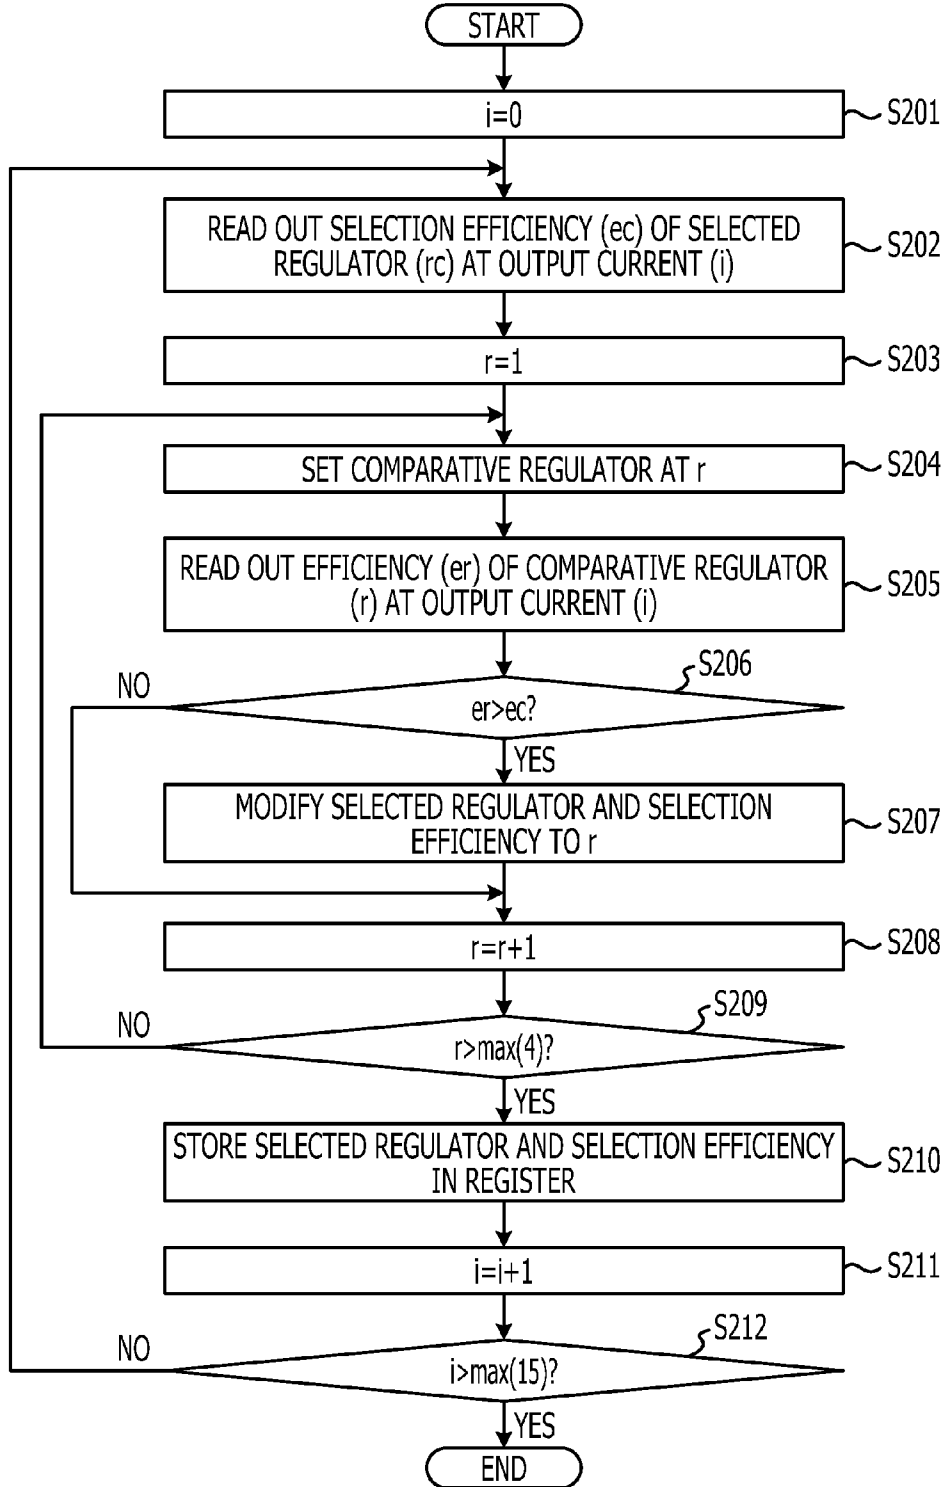 START
i=0
S201
READ OUT SELECTION EFFICIENCY (ec) OF SELECTED
REGULATOR (rc) AT OUTPUT CURRENT (i)
S202
r=1
S203
SET COMPARATIVE REGULATOR AT r
S204
READ OUT EFFICIENCY (er) OF COMPARATIVE REGULATOR
(r) AT OUTPUT CURRENT (i)
S205
S206
NO
er>ec?
YES
MODIFY SELECTED REGULATOR AND SELECTION
EFFICIENCY TO r
S207
r=r+1
S208
S209
NO
r>max(4)?
YES
STORE SELECTED REGULATOR AND SELECTION EFFICIENCY
IN REGISTER
S210
i=i+1
S211
S212
NO
i>max(15)?
YES
END